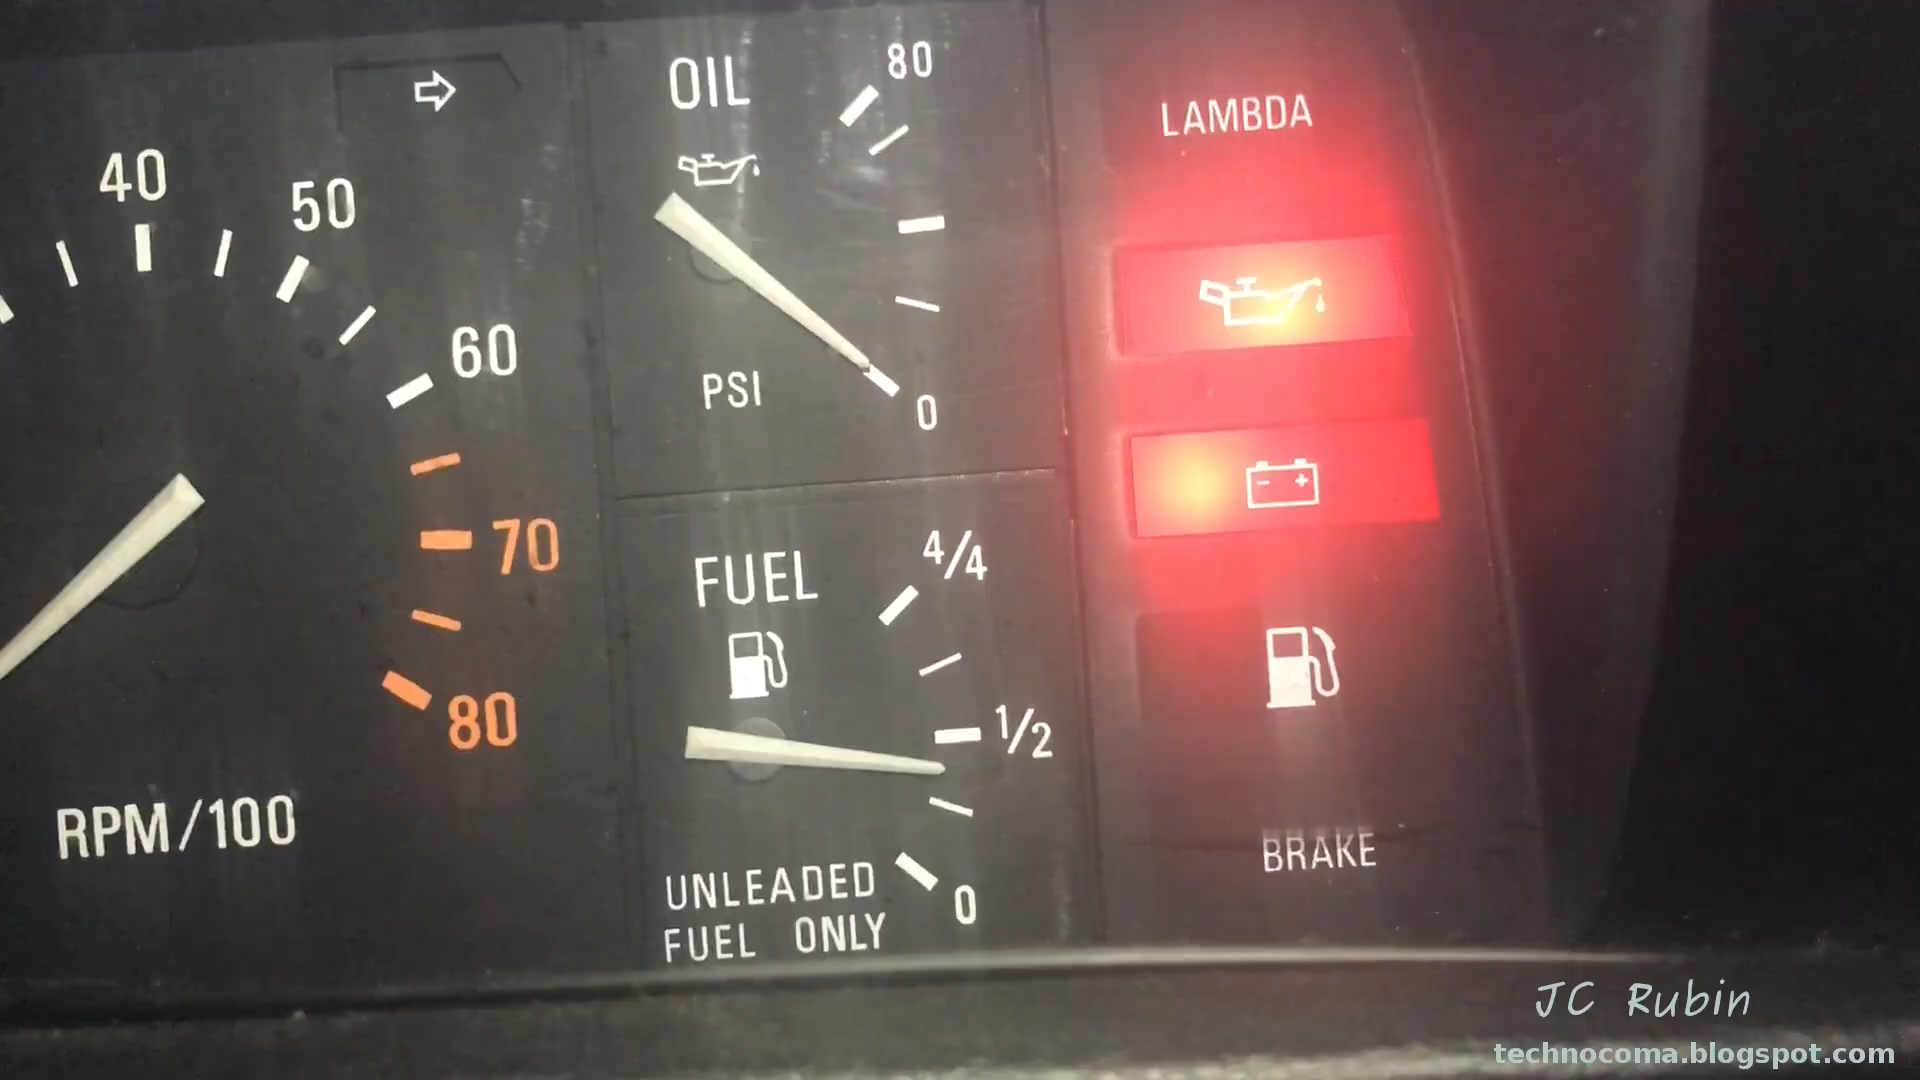 40
50
60
70
80
RPM/100
OIL
80
PSI
0
FUEL
4/4
1/2
0
UNLEADED
FUEL ONLY
LAMBDA
- +
BRAKE
JC Rubin
technocoma.blogspot.com